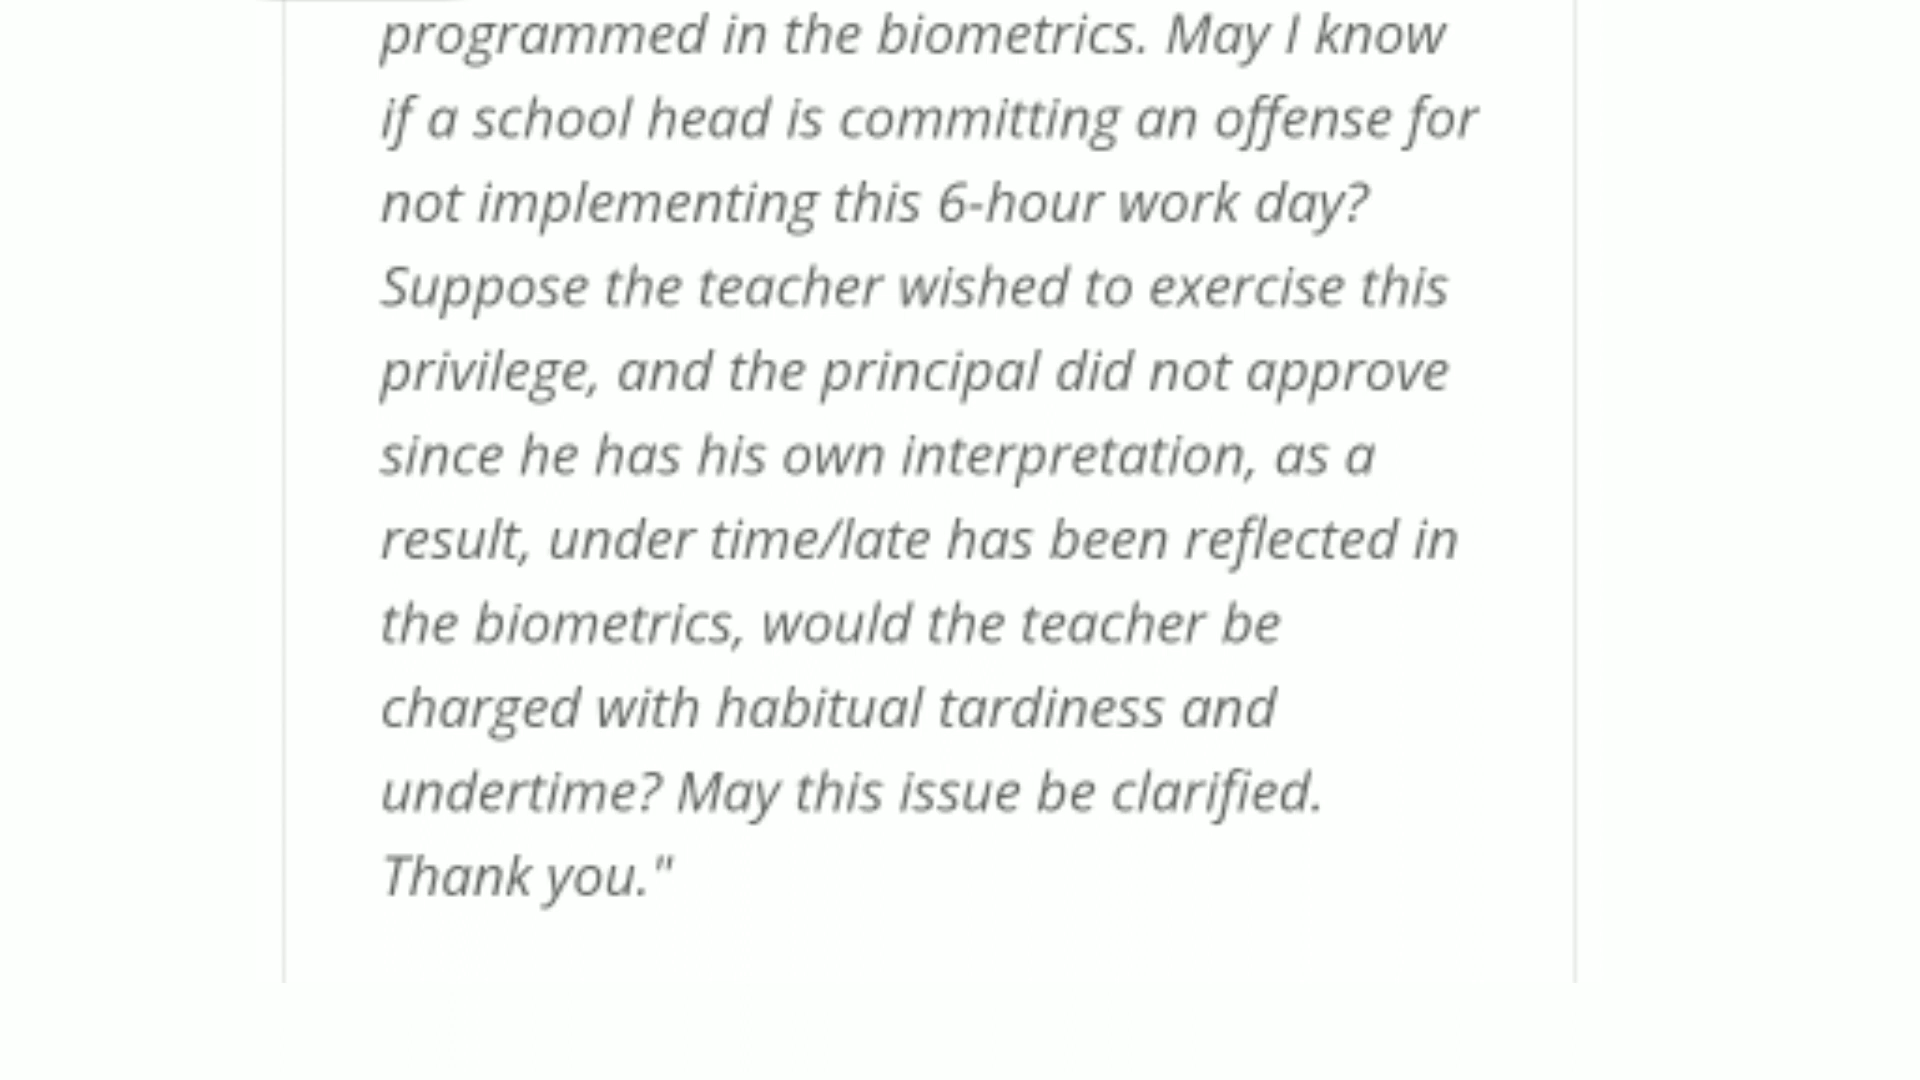 programmed in the biometrics. May I know
if a school head is committing an offense for
not implementing this 6-hour work day?
Suppose the teacher wished to exercise this
privilege, and the principal did not approve
since he has his own interpretation, as a
result, under time/late has been reflected in
the biometrics, would the teacher be
charged with habitual tardiness and
undertime? May this issue be clarified.
Thank you."